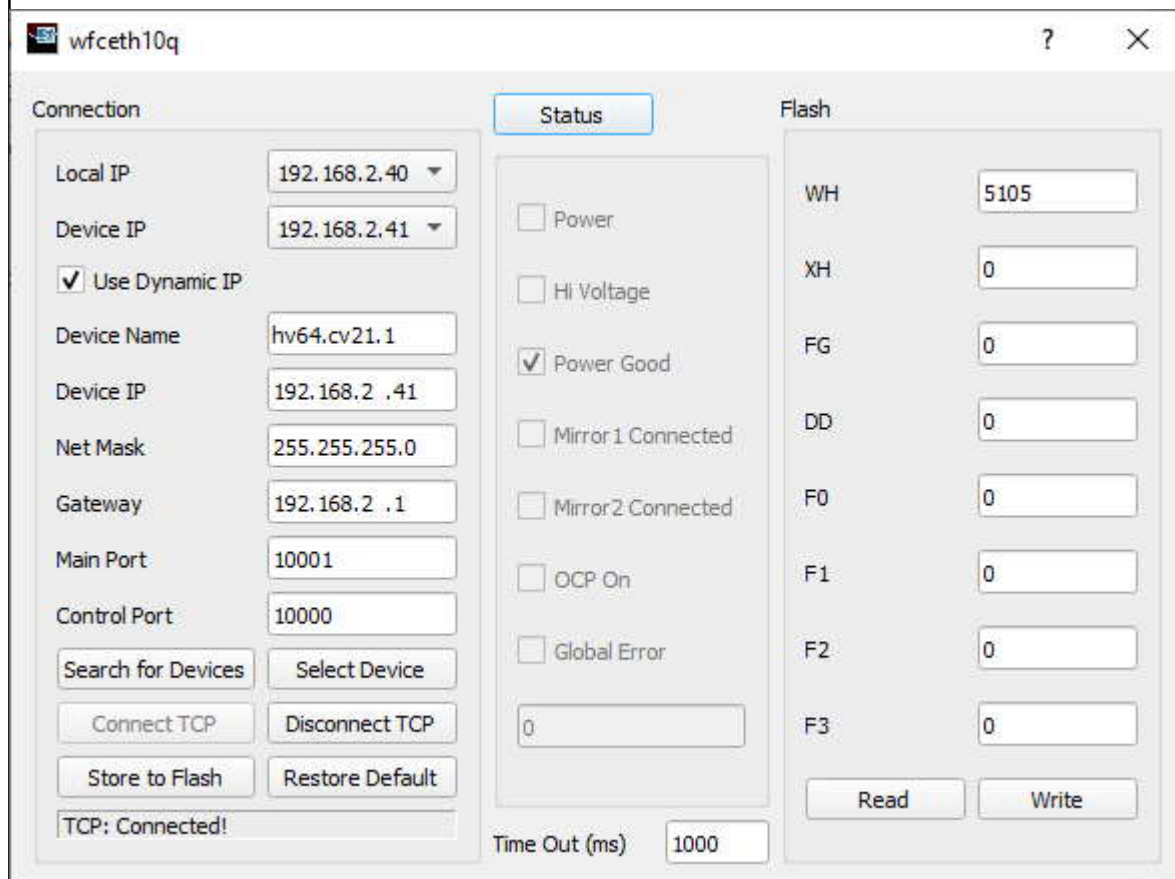 wfceth10q
?
Connection
Local IP 192.168.2.40
Device IP 192.168.2.41
Use Dynamic IP
Device Name hv64.cv21.1
Device IP 192.168.2 .41
Net Mask 255.255.255.0
Gateway 192.168.2 .1
Main Port 10001
Control Port 10000
Search for Devices Select Device
Connect TCP Disconnect TCP
Store to Flash Restore Default
TCP: Connected!
Status
Power
Hi Voltage
Power Good
Mirror1 Connected
Mirror2 Connected
OCP On
Global Error
0
Time Out (ms) 1000
Flash
WH 5105
XH 0
FG 0
DD 0
F0 0
F1 0
F2 0
F3 0
Read Write